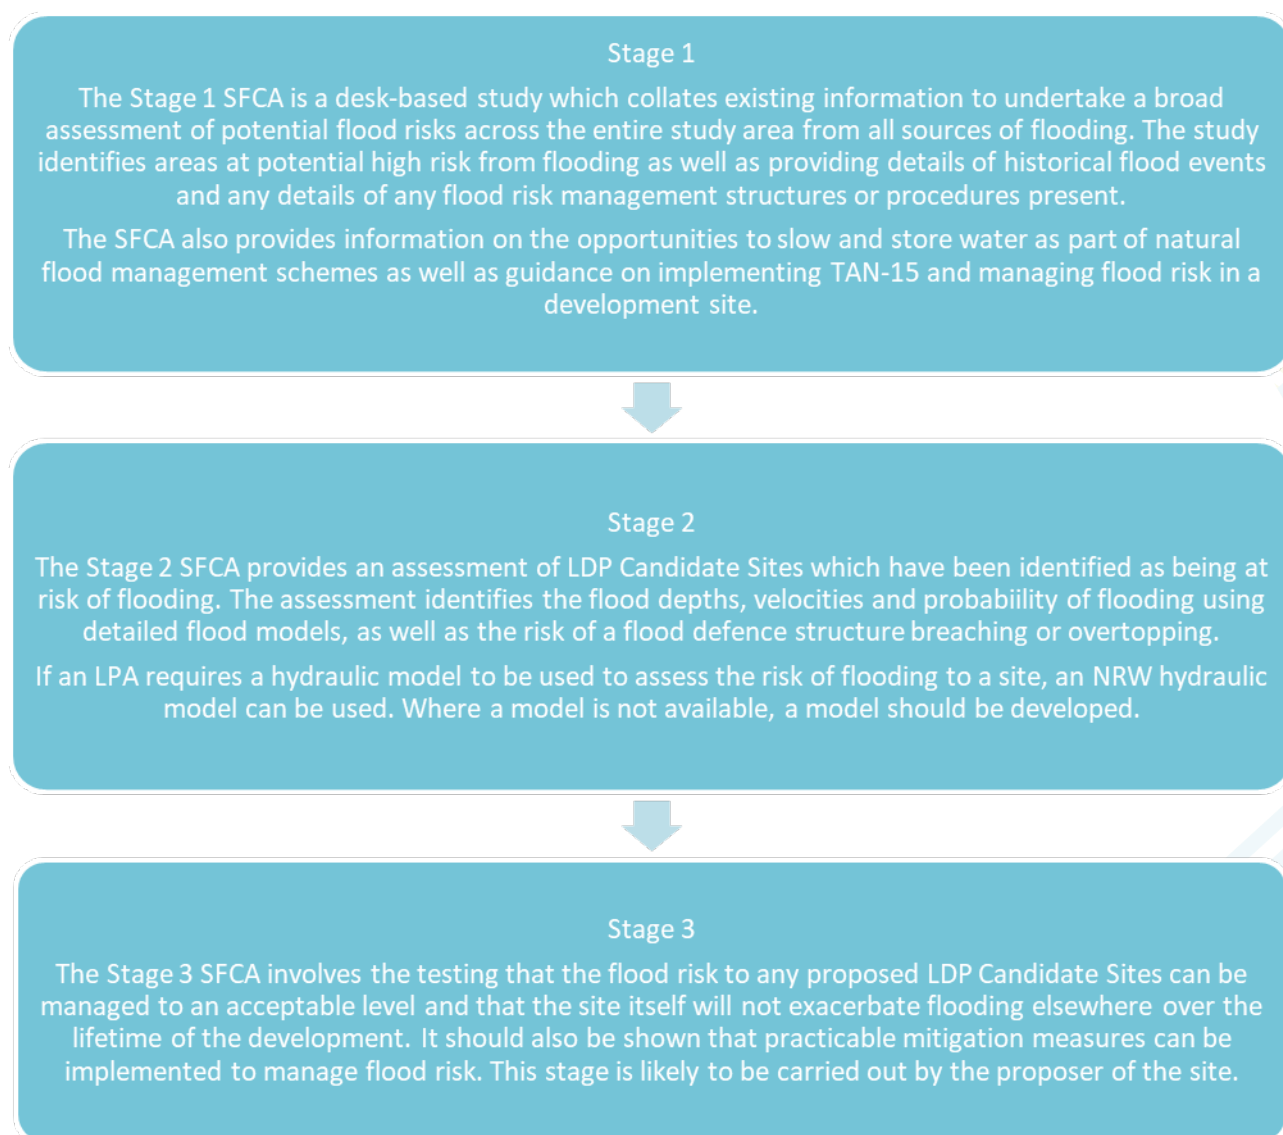 Stage 1
The Stage 1 SFCA is a desk-based study which collates existing information to undertake a broad
assessment of potential flood risks across the entire study area from all sources of flooding. The study
identifies areas at potential high risk from flooding as well as providing details of historical flood events
and any details of any flood risk management structures or procedures present.
The SFCA also provides information on the opportunities to slow and store water as part of natural
flood management schemes as well as guidance on implementing TAN-15 and managing flood risk in a
development site.
Stage 2
The Stage 2 SFCA provides an assessment of LDP Candidate Sites which have been identified as being at
risk of flooding. The assessment identifies the flood depths, velocities and probabiility of flooding using
detailed flood models, as well as the risk of a flood defence structure breaching or overtopping.
If an LPA requires a hydraulic model to be used to assess the risk of flooding to a site, an NRW hydraulic
model can be used. Where a model is not available, a model should be developed.
Stage 3
The Stage 3 SFCA involves the testing that the flood risk to any proposed LDP Candidate Sites can be
managed to an acceptable level and that the site itself will not exacerbate flooding elsewhere over the
lifetime of the development. It should also be shown that practicable mitigation measures can be
implemented to manage flood risk. This stage is likely to be carried out by the proposer of the site.